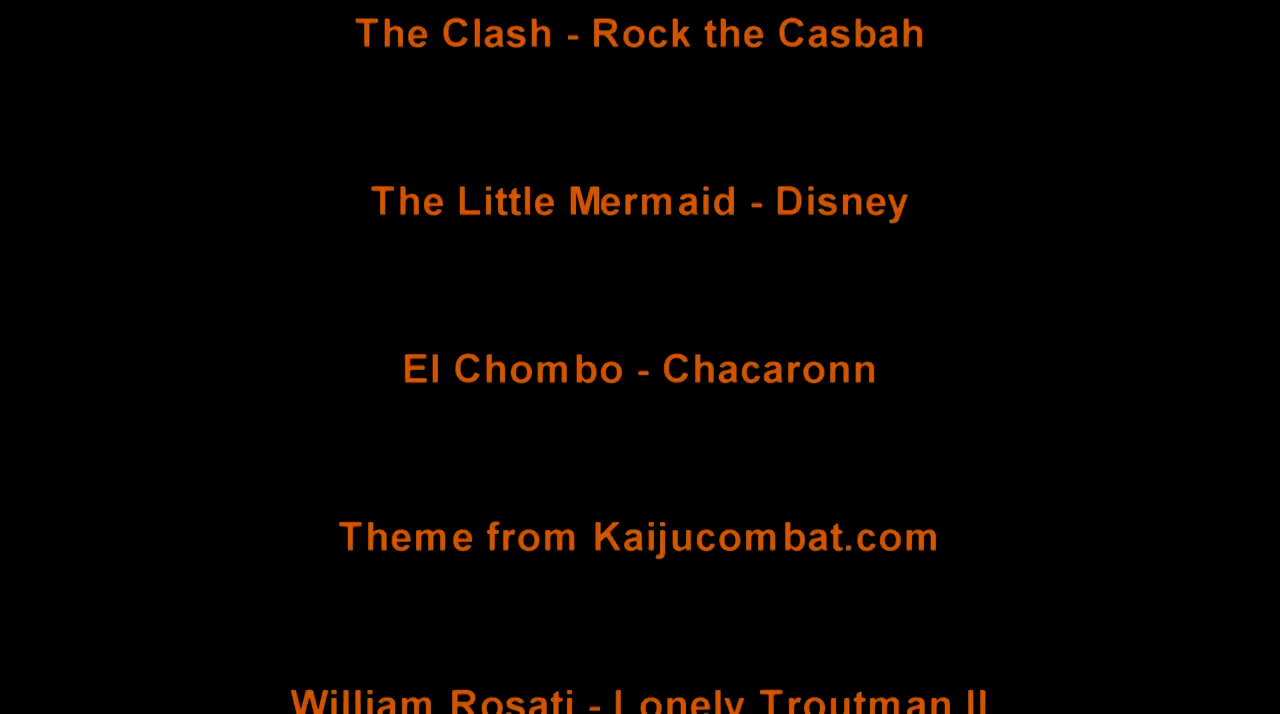 The Clash - Rock the Casbah
The Little Mermaid - Disney
El Chombo - Chacaronn
Theme from Kaijucombat.com
William Rosati - Lonely Troutman II